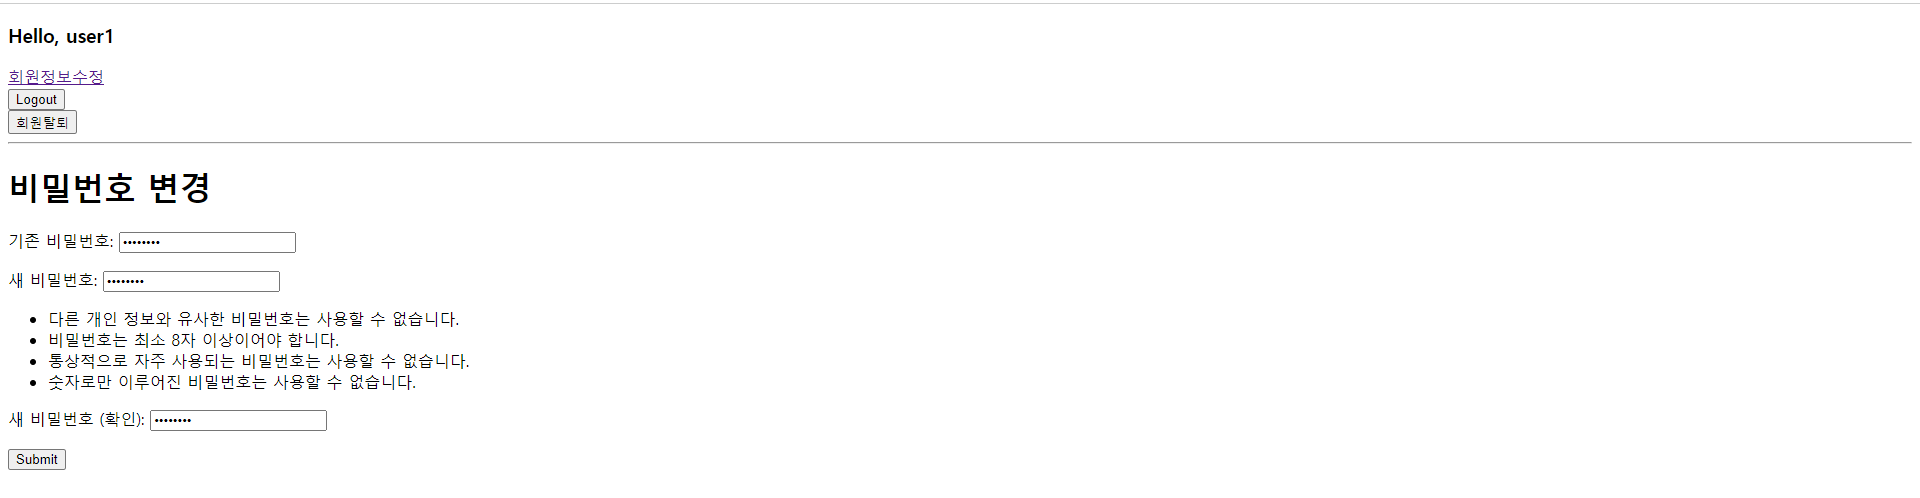 Hello, user1
회원정보수정
Logout
회원탈퇴
비밀번호 변경
기존 비밀번호: ••••••••
새 비밀번호: ••••••••
• 다른 개인 정보와 유사한 비밀번호는 사용할 수 없습니다.
• 비밀번호는 최소 8자 이상이어야 합니다.
• 통상적으로 자주 사용되는 비밀번호는 사용할 수 없습니다.
• 숫자로만 이루어진 비밀번호는 사용할 수 없습니다.
새 비밀번호 (확인): ••••••••
Submit